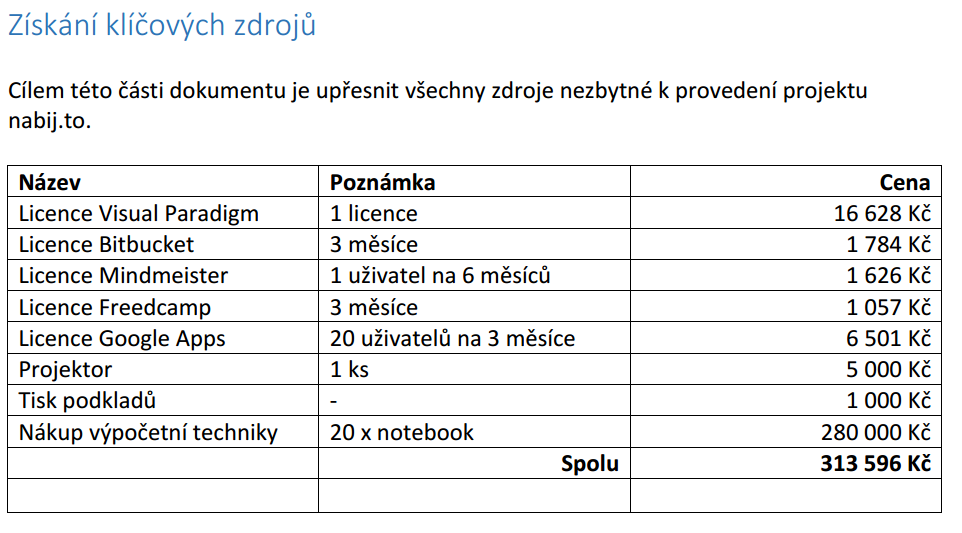 Získání klíčových zdrojů
Cílem této části dokumentu je upřesnit všechny zdroje nezbytné k provedení projektu
nabij.to.
Název Poznámka Cena
Licence Visual Paradigm 1 licence 16 628 Kč
Licence Bitbucket 3 měsíce 1 784 Kč
Licence Mindmeister 1 uživatel na 6 měsíců 1 626 Kč
Licence Freedcamp 3 měsíce 1 057 Kč
Licence Google Apps 20 uživatelů na 3 měsíce 6 501 Kč
Projektor 1 ks 5 000 Kč
Tisk podkladů - 1 000 Kč
Nákup výpočetní techniky 20 x notebook 280 000 Kč
Spolu 313 596 Kč